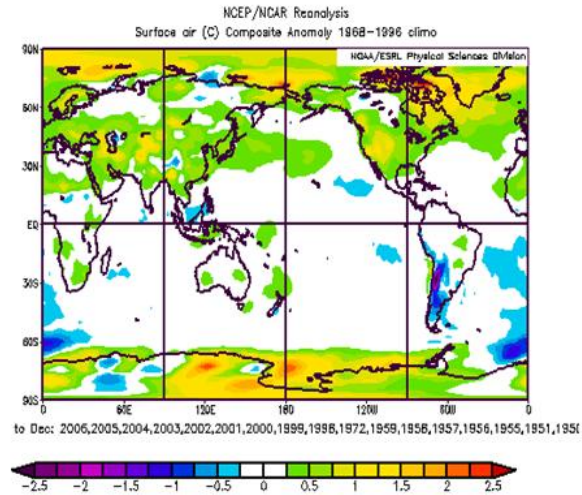 NCEP/NCAR Reanalysis
Surface air (C) Composite Anomaly 1968-1996 climo
NOAA/ESRL Physical Sciences Division
90N
60N
30N
EQ
30S
60S
90S
0 60E 120E 180 120W 60W 0
to Dec: 2006,2005,2004,2003,2002,2001,2000,1999,1998,1972,1959,1958,1957,1956,1955,1951,1950
-2.5 -2 -1.5 -1 -0.5 0 0.5 1 1.5 2 2.5